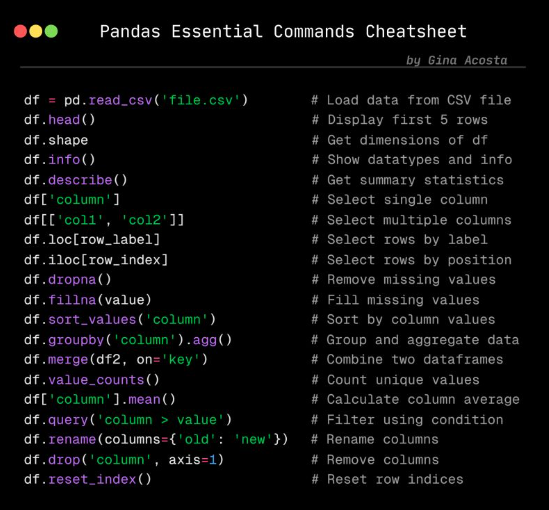 Pandas Essential Commands Cheatsheet
by Gina Acosta
df = pd.read_csv('file.csv') # Load data from CSV file
df.head() # Display first 5 rows
df.shape # Get dimensions of df
df.info() # Show datatypes and info
df.describe() # Get summary statistics
df['column'] # Select single column
df[['col1', 'col2']] # Select multiple columns
df.loc[row_label] # Select rows by label
df.iloc[row_index] # Select rows by position
df.dropna() # Remove missing values
df.fillna(value) # Fill missing values
df.sort_values('column') # Sort by column values
df.groupby('column').agg() # Group and aggregate data
df.merge(df2, on='key') # Combine two dataframes
df.value_counts() # Count unique values
df['column'].mean() # Calculate column average
df.query('column > value') # Filter using condition
df.rename(columns={'old': 'new'}) # Rename columns
df.drop('column', axis=1) # Remove columns
df.reset_index() # Reset row indices